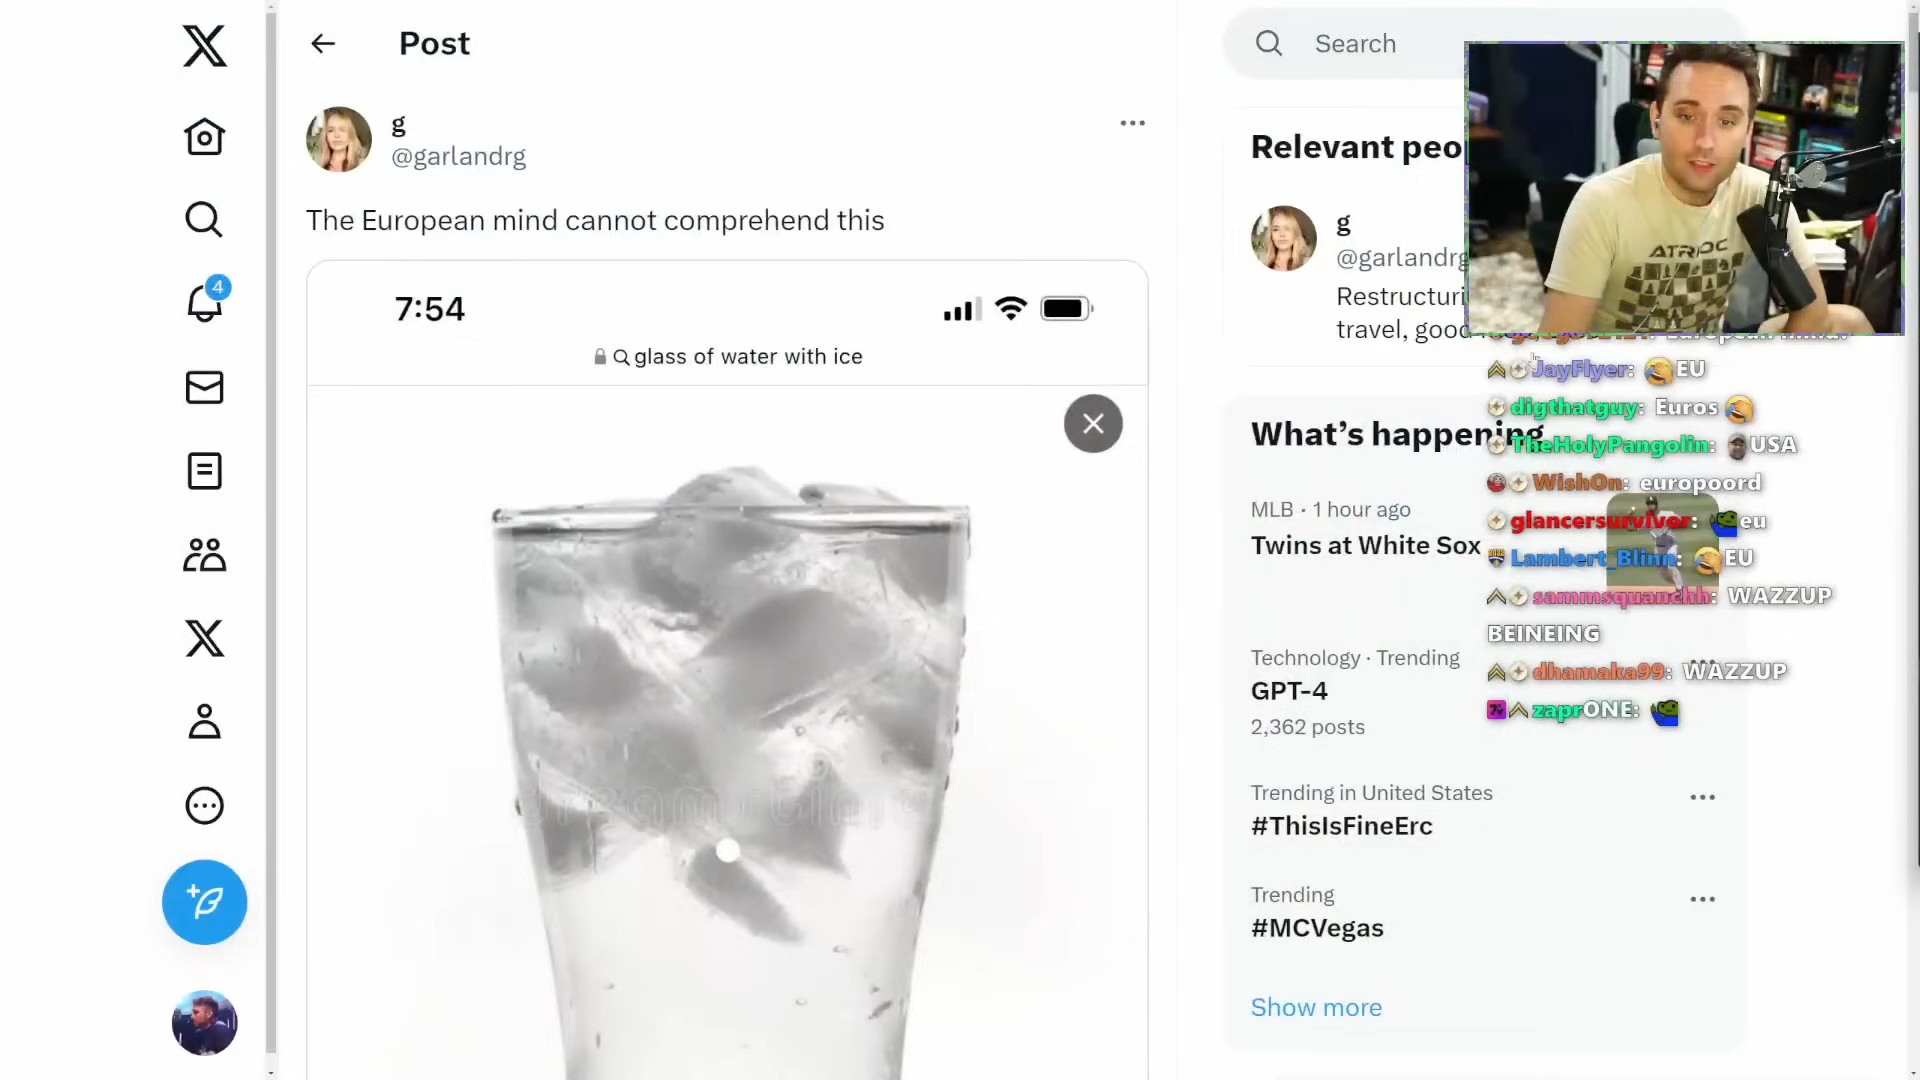 Post
Search
g
@garlandrg
The European mind cannot comprehend this
7:54
glass of water with ice
4
Relevant peo
g
@garlandrg
Restructuri
travel, good
ATRIOC
What's happening
MLB · 1 hour ago
Twins at White Sox
Technology · Trending
GPT-4
2,362 posts
Trending in United States
#ThisIsFineErc
Trending
#MCVegas
Show more
JayFlyer: EU
digthatguy: Euros
TheHolyPangolin: USA
WishOn: europoord
glancersurvivor: eu
Lambert_Blinn: EU
sammsquanchh: WAZZUP
BEINEING
dhamaka99: WAZZUP
zaprONE: